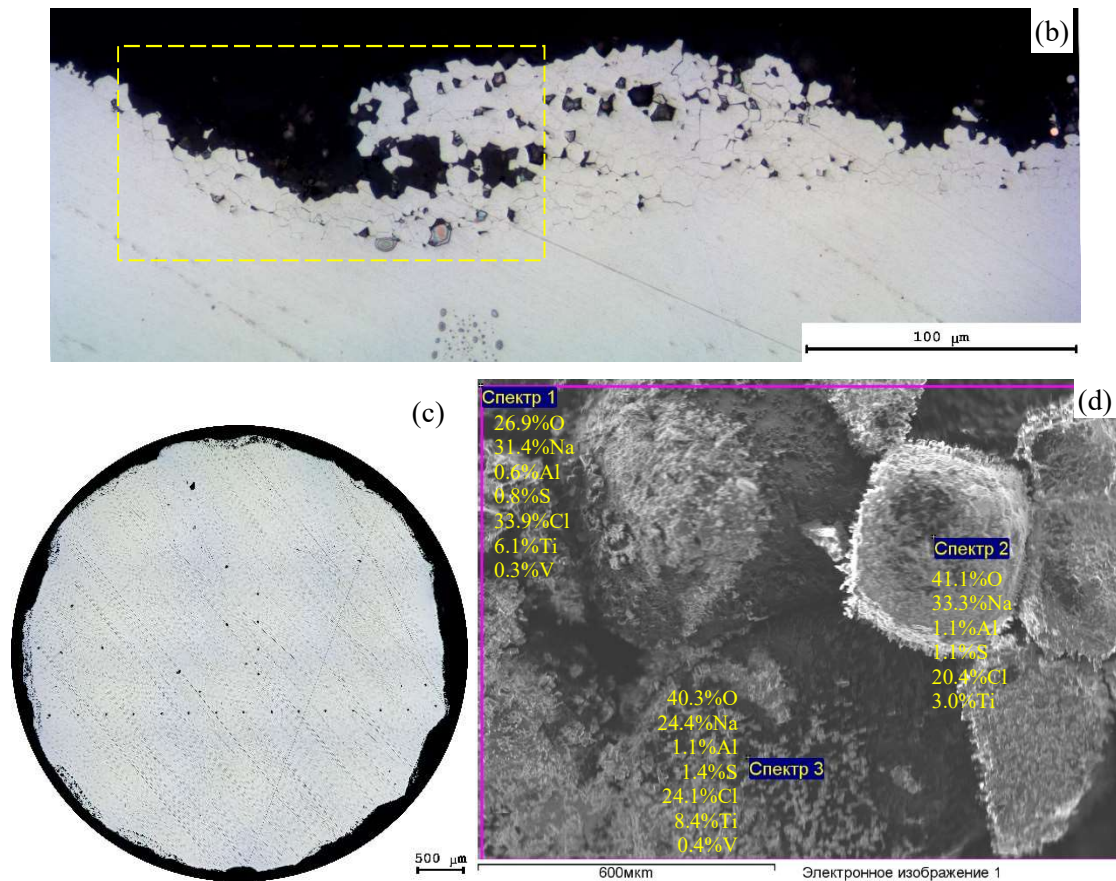 (b)
100 μm
(c)
500 μm
(d)
Спектр 1
26.9%O
31.4%Na
0.6%Al
0.8%S
33.9%Cl
6.1%Ti
0.3%V
Спектр 2
41.1%O
33.3%Na
1.1%Al
1.1%S
20.4%Cl
3.0%Ti
40.3%O
24.4%Na
1.1%Al
1.4%S
24.1%Cl
8.4%Ti
0.4%V
Спектр 3
600мкm
Электронное изображение 1